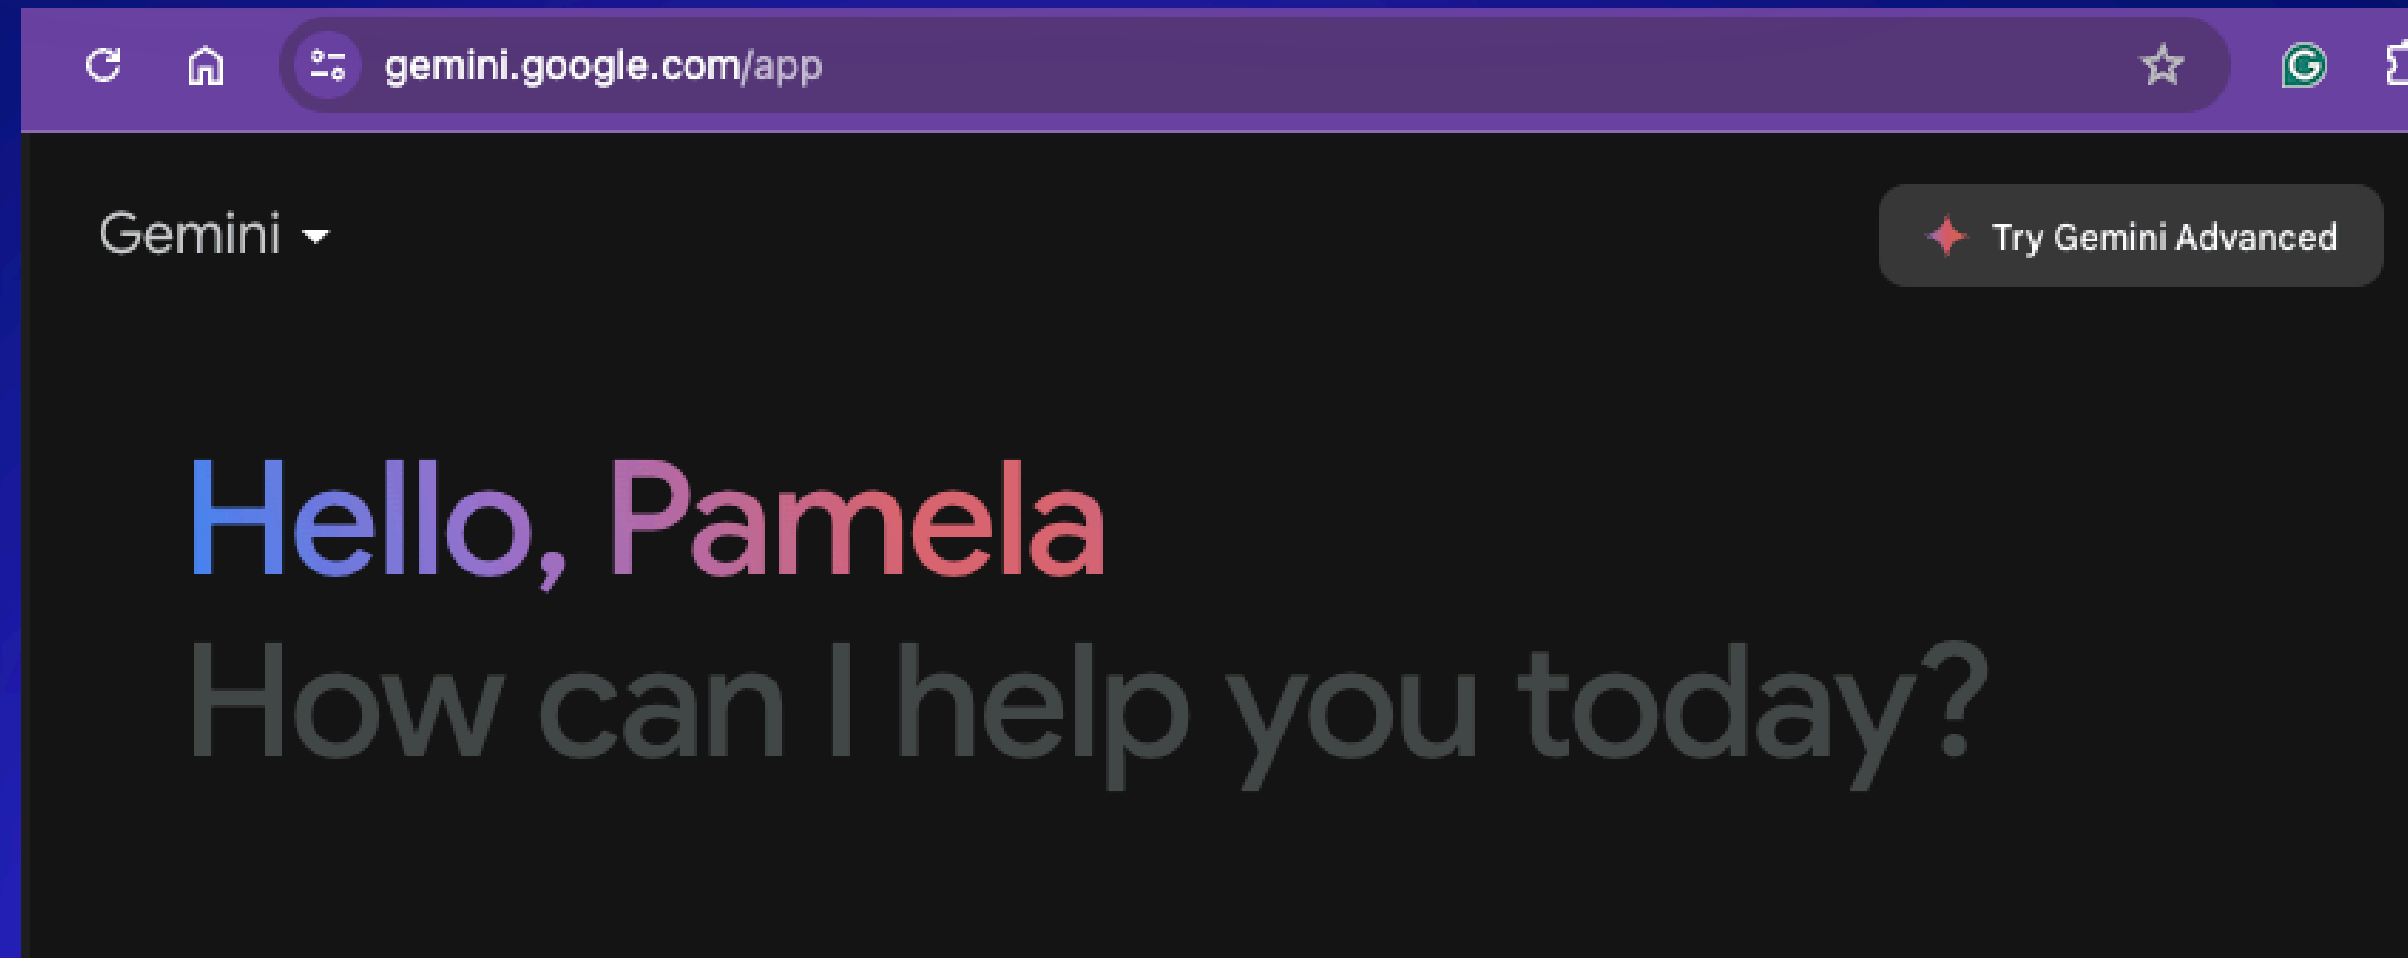 gemini.google.com/app
Gemini
Try Gemini Advanced
Hello, Pamela
How can I help you today?